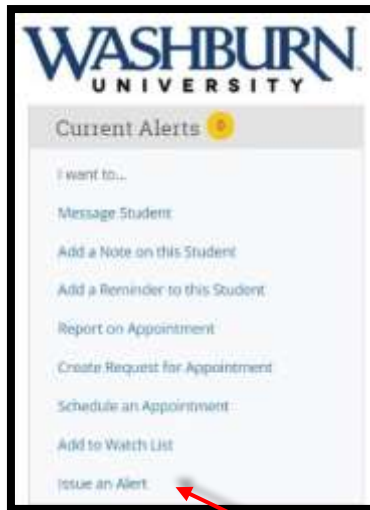 WASHBURN
UNIVERSITY
Current Alerts 0
I want to...
Message Student
Add a Note on this Student
Add a Reminder to this Student
Report on Appointment
Create Request for Appointment
Schedule an Appointment
Add to Watch List
Issue an Alert